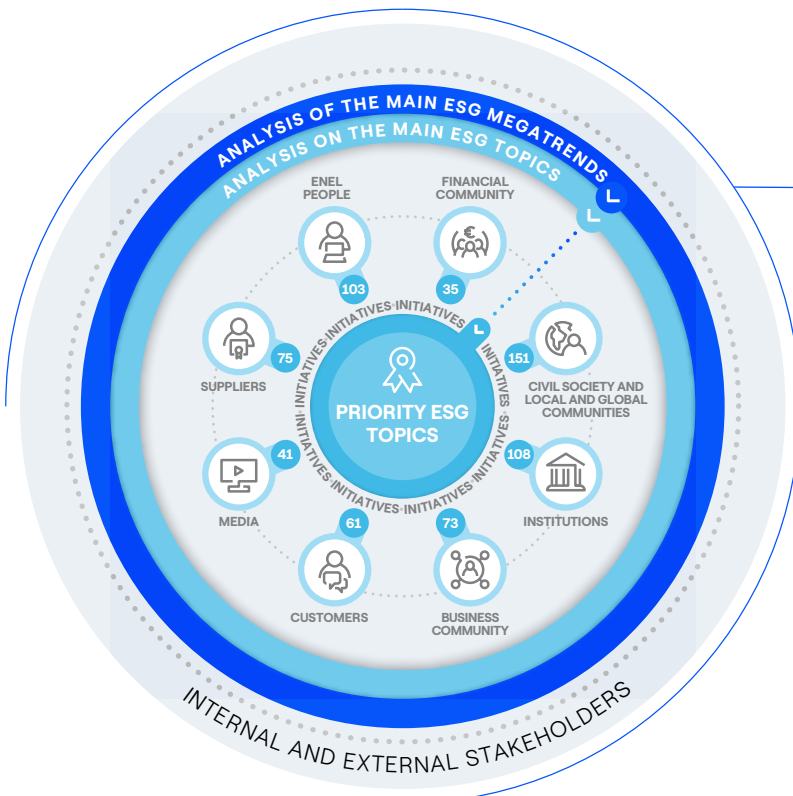 ANALYSIS OF THE MAIN ESG MEGATRENDS
ANALYSIS ON THE MAIN ESG TOPICS
ENEL
PEOPLE
103
FINANCIAL
COMMUNITY
€
35
SUPPLIERS
75
151
CIVIL SOCIETY AND
LOCAL AND GLOBAL
COMMUNITIES
INITIATIVES·INITIATIVES·INITIATIVES·INITIATIVES·INITIATIVES·INITIATIVES·INITIATIVES·INITIATIVES
PRIORITY ESG
TOPICS
41
MEDIA
108
INSTITUTIONS
61
CUSTOMERS
73
BUSINESS
COMMUNITY
INTERNAL AND EXTERNAL STAKEHOLDERS